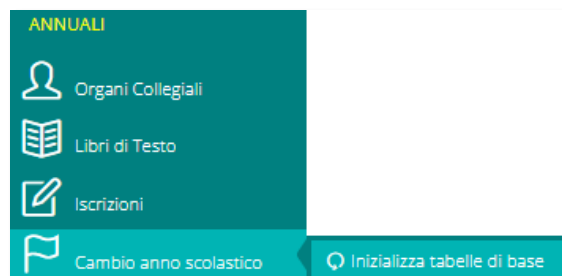 ANNUALI
Organi Collegiali
Libri di Testo
Iscrizioni
Cambio anno scolastico
Inizializza tabelle di base